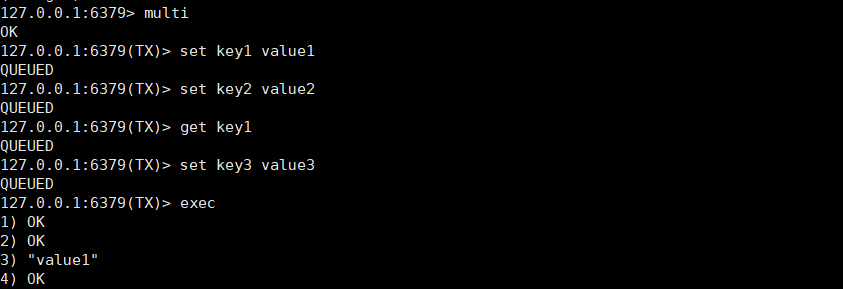 127.0.0.1:6379> multi
OK
127.0.0.1:6379(TX)> set key1 value1
QUEUED
127.0.0.1:6379(TX)> set key2 value2
QUEUED
127.0.0.1:6379(TX)> get key1
QUEUED
127.0.0.1:6379(TX)> set key3 value3
QUEUED
127.0.0.1:6379(TX)> exec
1) OK
2) OK
3) "value1"
4) OK